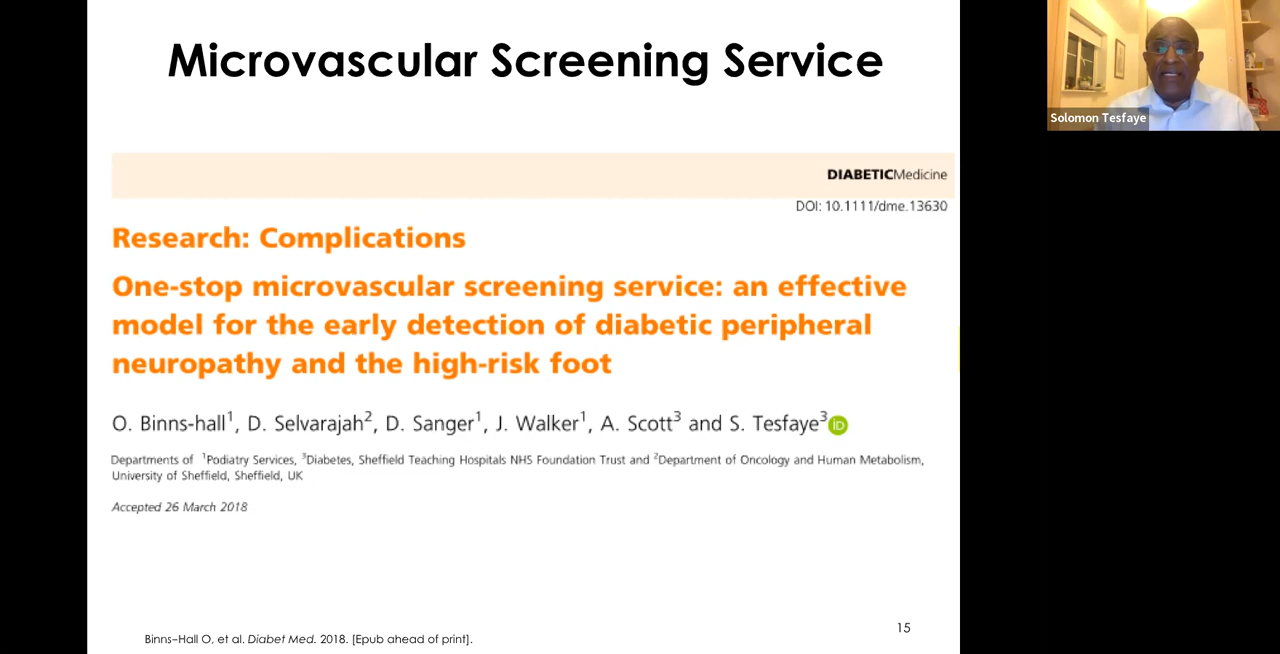 Microvascular Screening Service
Solomon Tesfaye
DIABETICMedicine
DOI: 10.1111/dme.13630
Research: Complications
One-stop microvascular screening service: an effective
model for the early detection of diabetic peripheral
neuropathy and the high-risk foot
O. Binns-hall¹, D. Selvarajah², D. Sanger¹, J. Walker¹, A. Scott³ and S. Tesfaye³ iD
Departments of ¹Podiatry Services, ³Diabetes, Sheffield Teaching Hospitals NHS Foundation Trust and ²Department of Oncology and Human Metabolism,
University of Sheffield, Sheffield, UK
Accepted 26 March 2018
Binns–Hall O, et al. Diabet Med. 2018. [Epub ahead of print].
15